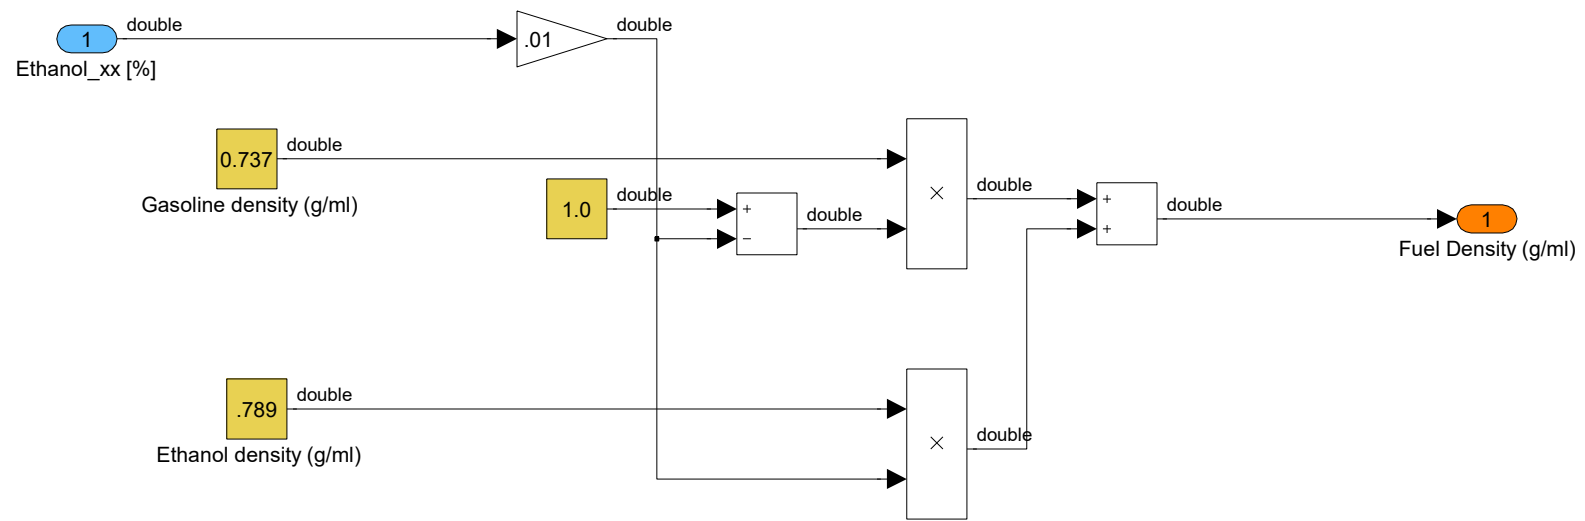 double
double
1
.01
Ethanol_xx [%]
double
0.737
Gasoline density (g/ml)
double
1.0
+
−
double
×
double
+
+
double
1
Fuel Density (g/ml)
double
.789
Ethanol density (g/ml)
×
double